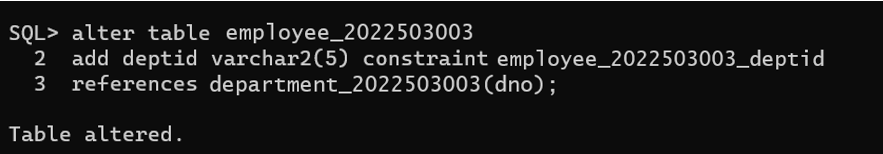 SQL> alter table employee_2022503003
2 add deptid varchar2(5) constraint employee_2022503003_deptid
3 references department_2022503003(dno);
Table altered.